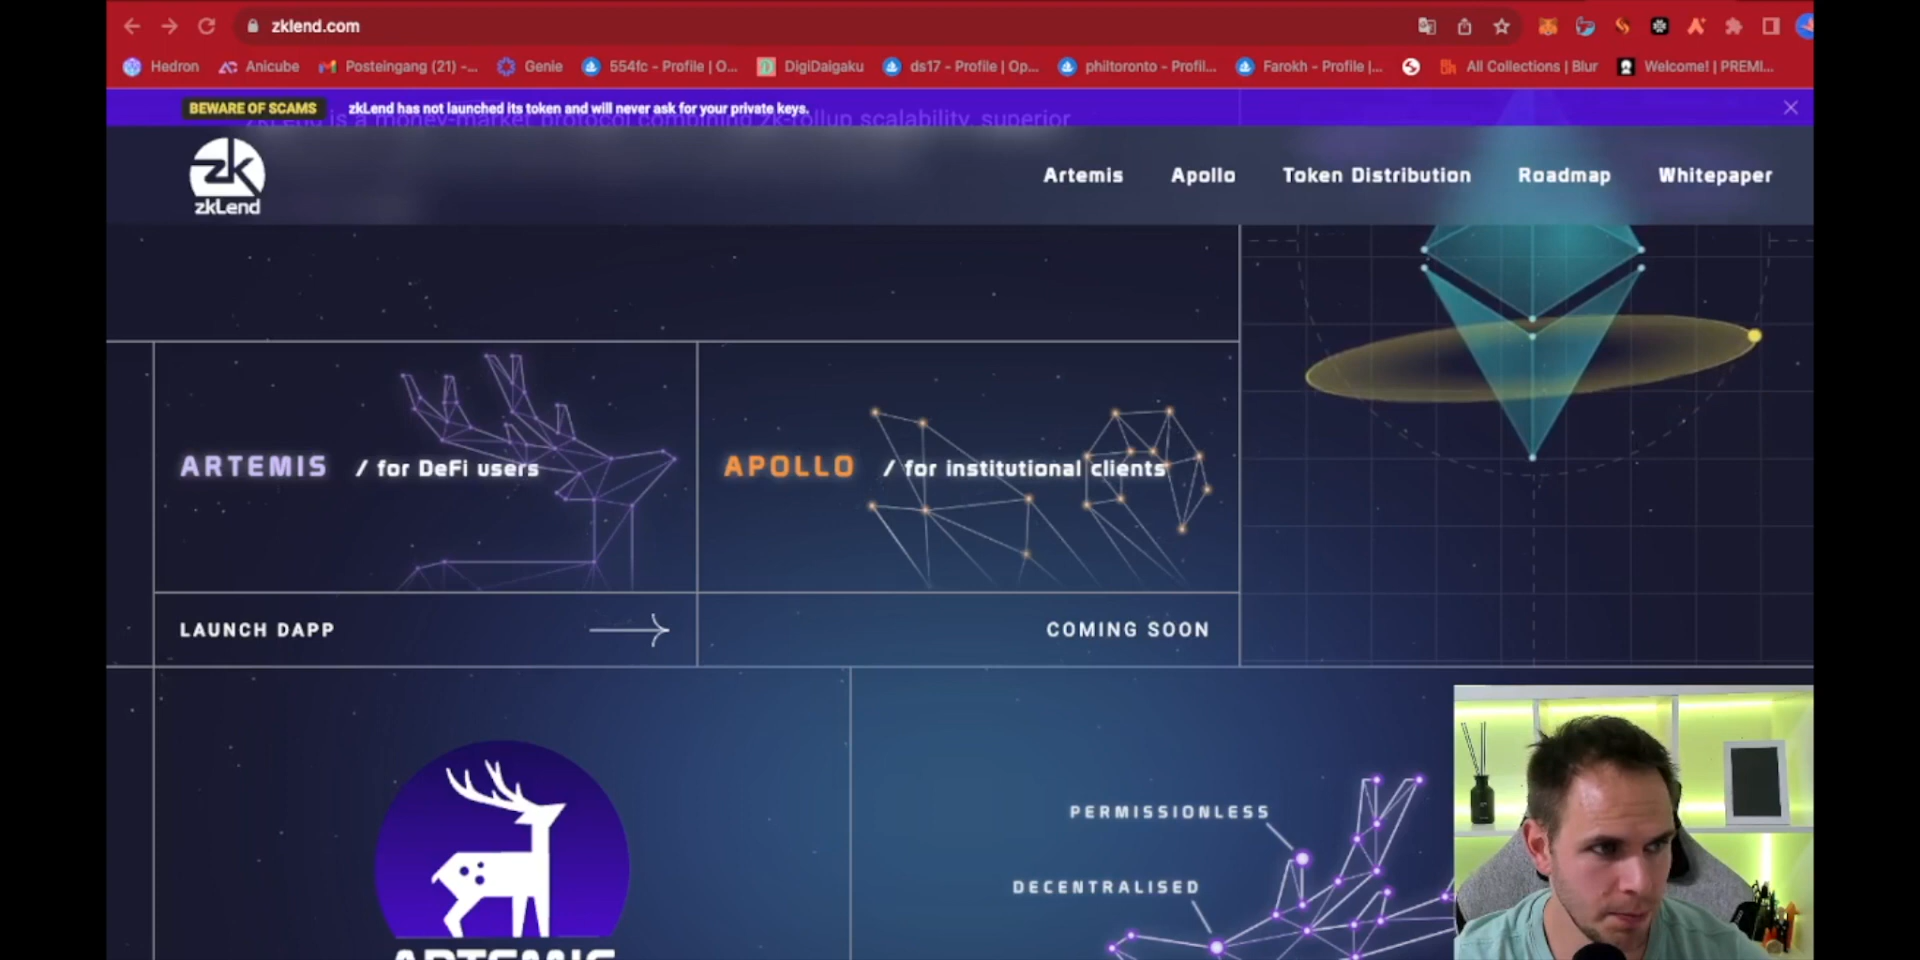 zklend.com
Hedron Anicube Posteingang (21) -... Genie 554fc - Profile | O... DigiDaigaku ds17 - Profile | Op... philtoronto - Profil... Farokh - Profile |... All Collections | Blur Welcome! | PREMI...
BEWARE OF SCAMS zkLend has not launched its token and will never ask for your private keys.
zkLend is a money-market protocol combining zk-rollup scalability, superior
zk
zkLend
Artemis Apollo Token Distribution Roadmap Whitepaper
ARTEMIS / for DeFi users
APOLLO / for institutional clients
LAUNCH DAPP
COMING SOON
PERMISSIONLESS
DECENTRALISED
ARTEMIS